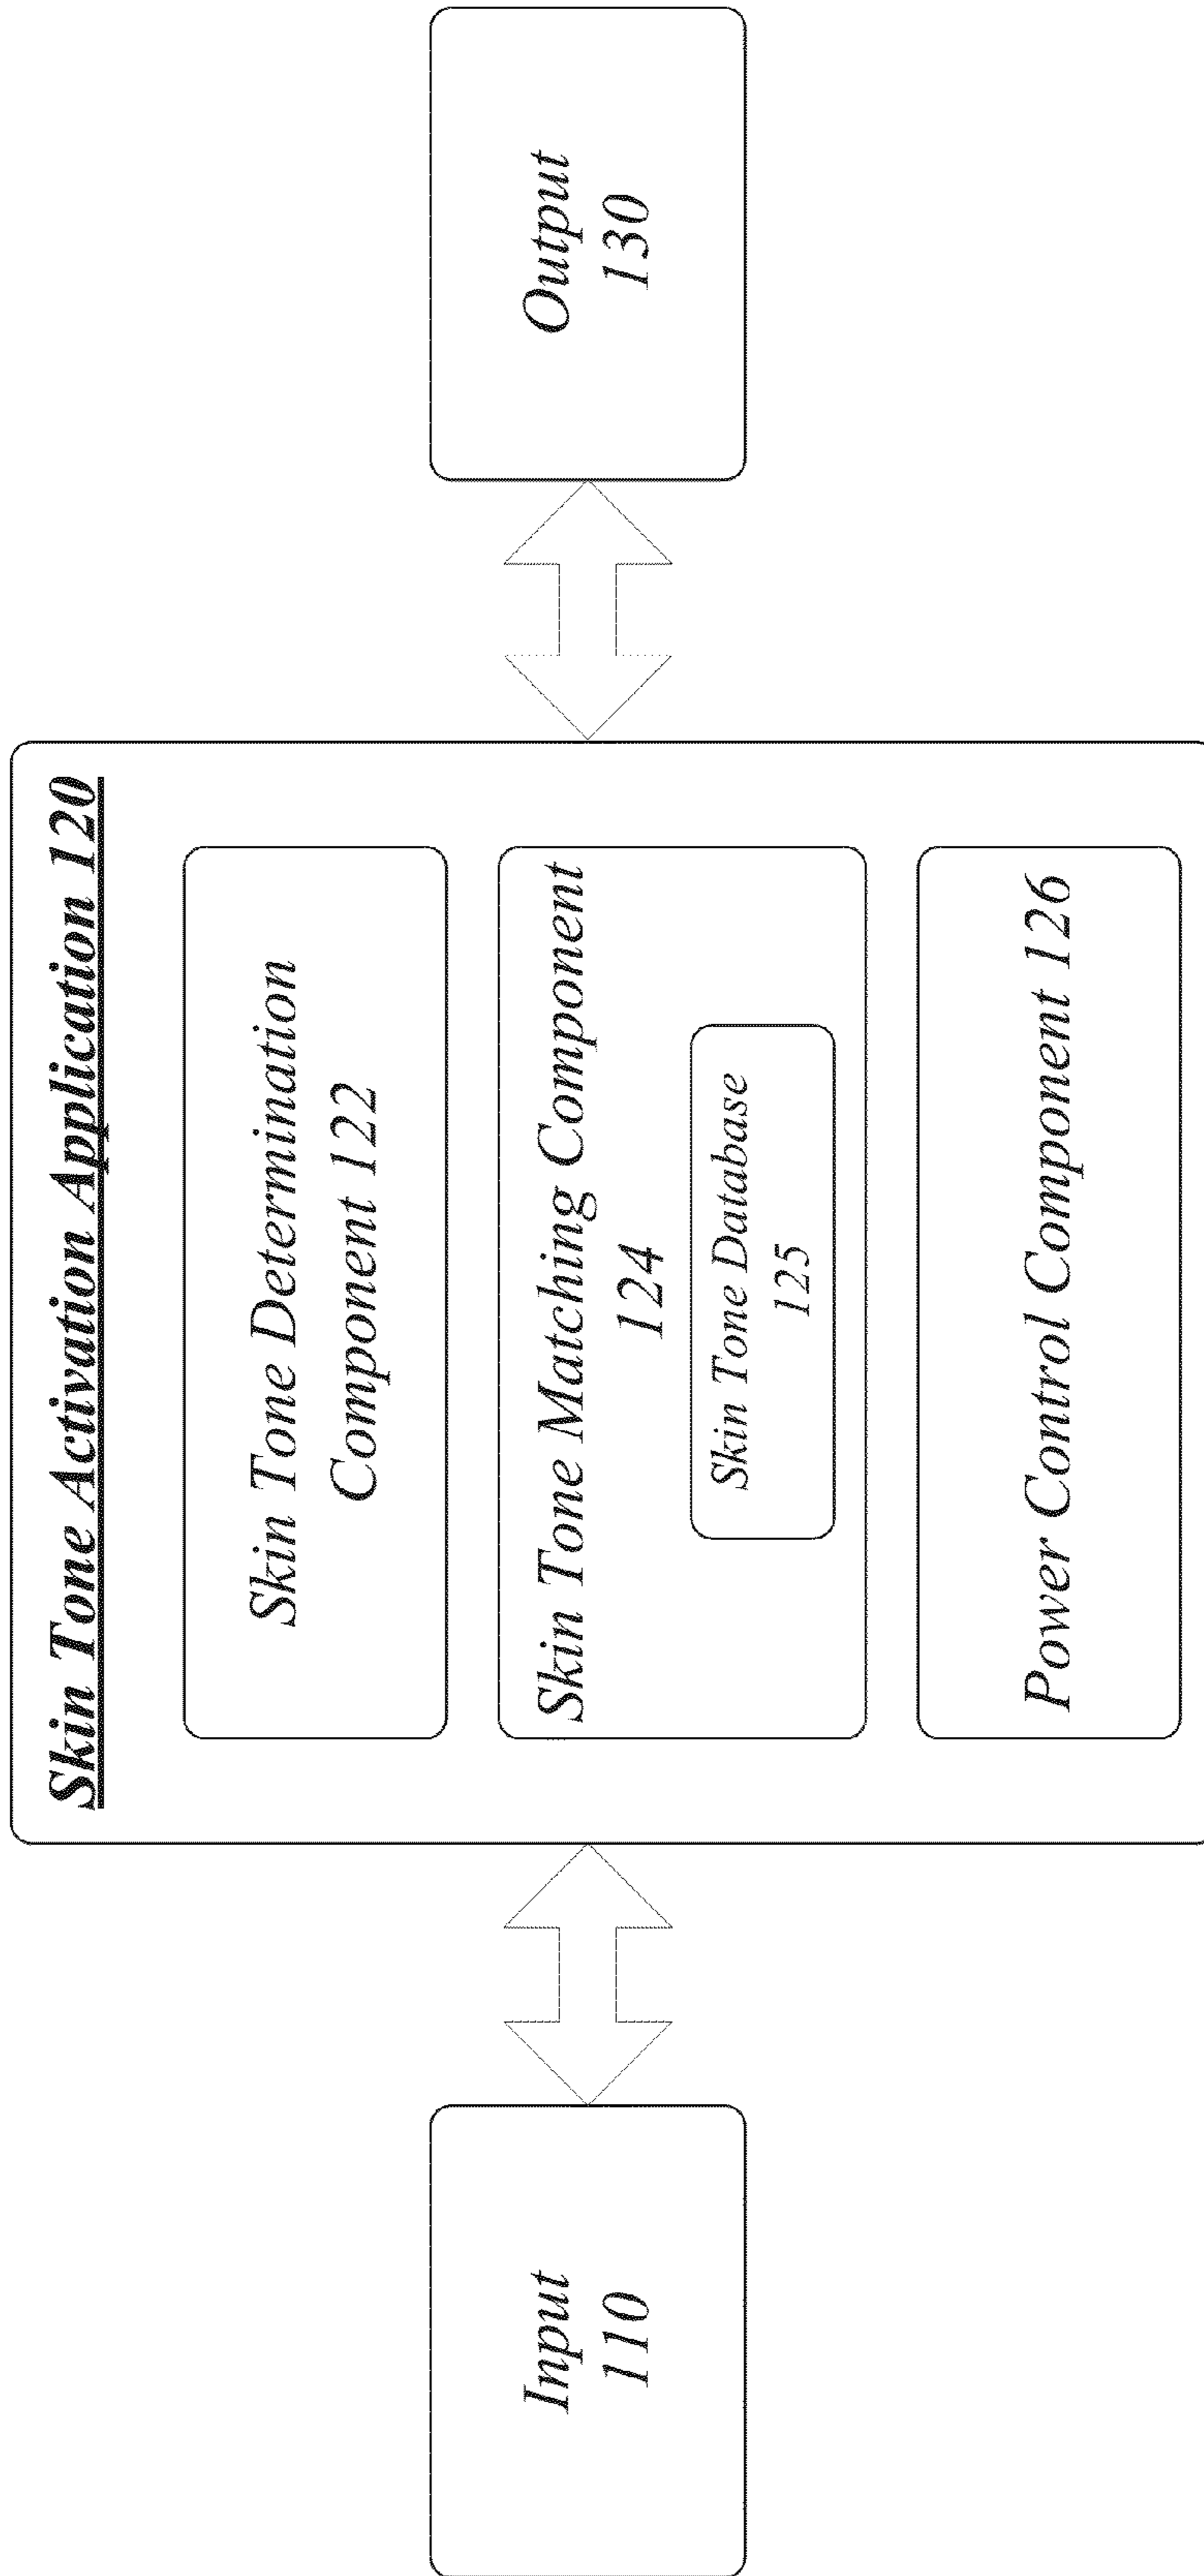 Skin Tone Activation Application 120
Input
110
Skin Tone Determination
Component 122
Skin Tone Matching Component
124
Skin Tone Database
125
Power Control Component 126
Output
130